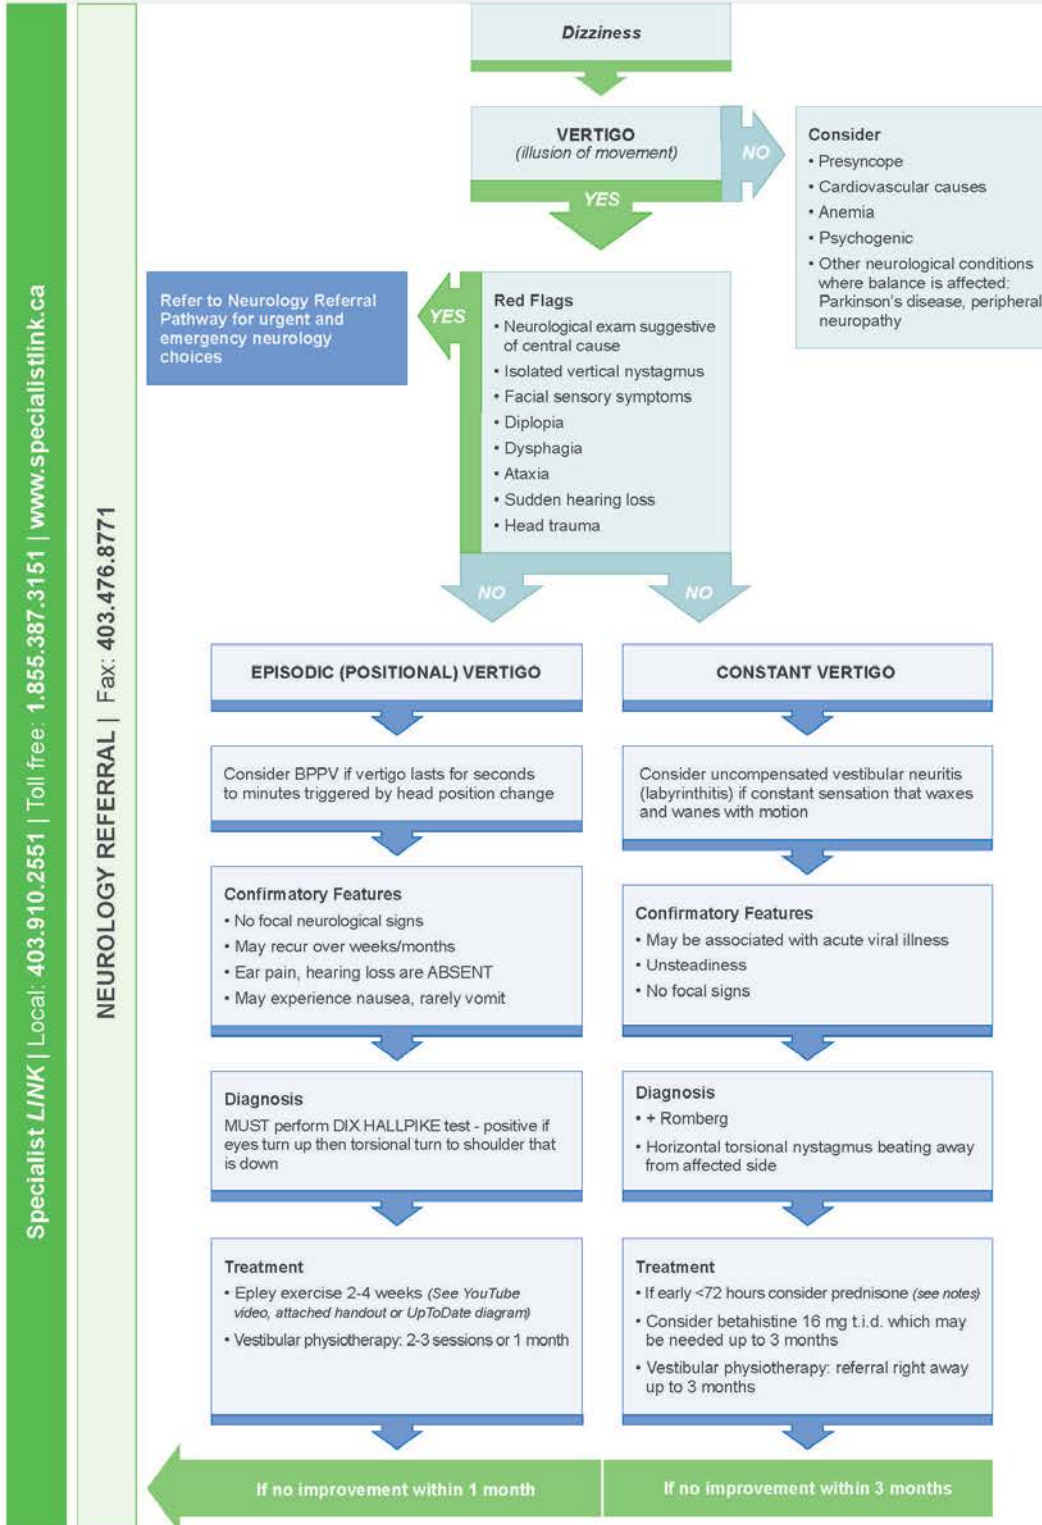 Specialist LINK | Local: 403.910.2551 | Toll free: 1.855.387.3151 | www.specialistlink.ca
NEUROLOGY REFERRAL | Fax: 403.476.8771
Dizziness
VERTIGO
(illusion of movement)
NO
YES
Consider
• Presyncope
• Cardiovascular causes
• Anemia
• Psychogenic
• Other neurological conditions
where balance is affected:
Parkinson's disease, peripheral
neuropathy
Refer to Neurology Referral
Pathway for urgent and
emergency neurology
choices
YES
Red Flags
• Neurological exam suggestive
of central cause
• Isolated vertical nystagmus
• Facial sensory symptoms
• Diplopia
• Dysphagia
• Ataxia
• Sudden hearing loss
• Head trauma
NO
NO
EPISODIC (POSITIONAL) VERTIGO
Consider BPPV if vertigo lasts for seconds
to minutes triggered by head position change
Confirmatory Features
• No focal neurological signs
• May recur over weeks/months
• Ear pain, hearing loss are ABSENT
• May experience nausea, rarely vomit
Diagnosis
MUST perform DIX HALLPIKE test - positive if
eyes turn up then torsional turn to shoulder that
is down
Treatment
• Epley exercise 2-4 weeks (See YouTube
video, attached handout or UpToDate diagram)
• Vestibular physiotherapy: 2-3 sessions or 1 month
If no improvement within 1 month
CONSTANT VERTIGO
Consider uncompensated vestibular neuritis
(labyrinthitis) if constant sensation that waxes
and wanes with motion
Confirmatory Features
• May be associated with acute viral illness
• Unsteadiness
• No focal signs
Diagnosis
• + Romberg
• Horizontal torsional nystagmus beating away
from affected side
Treatment
• If early <72 hours consider prednisone (see notes)
• Consider betahistine 16 mg t.i.d. which may
be needed up to 3 months
• Vestibular physiotherapy: referral right away
up to 3 months
If no improvement within 3 months